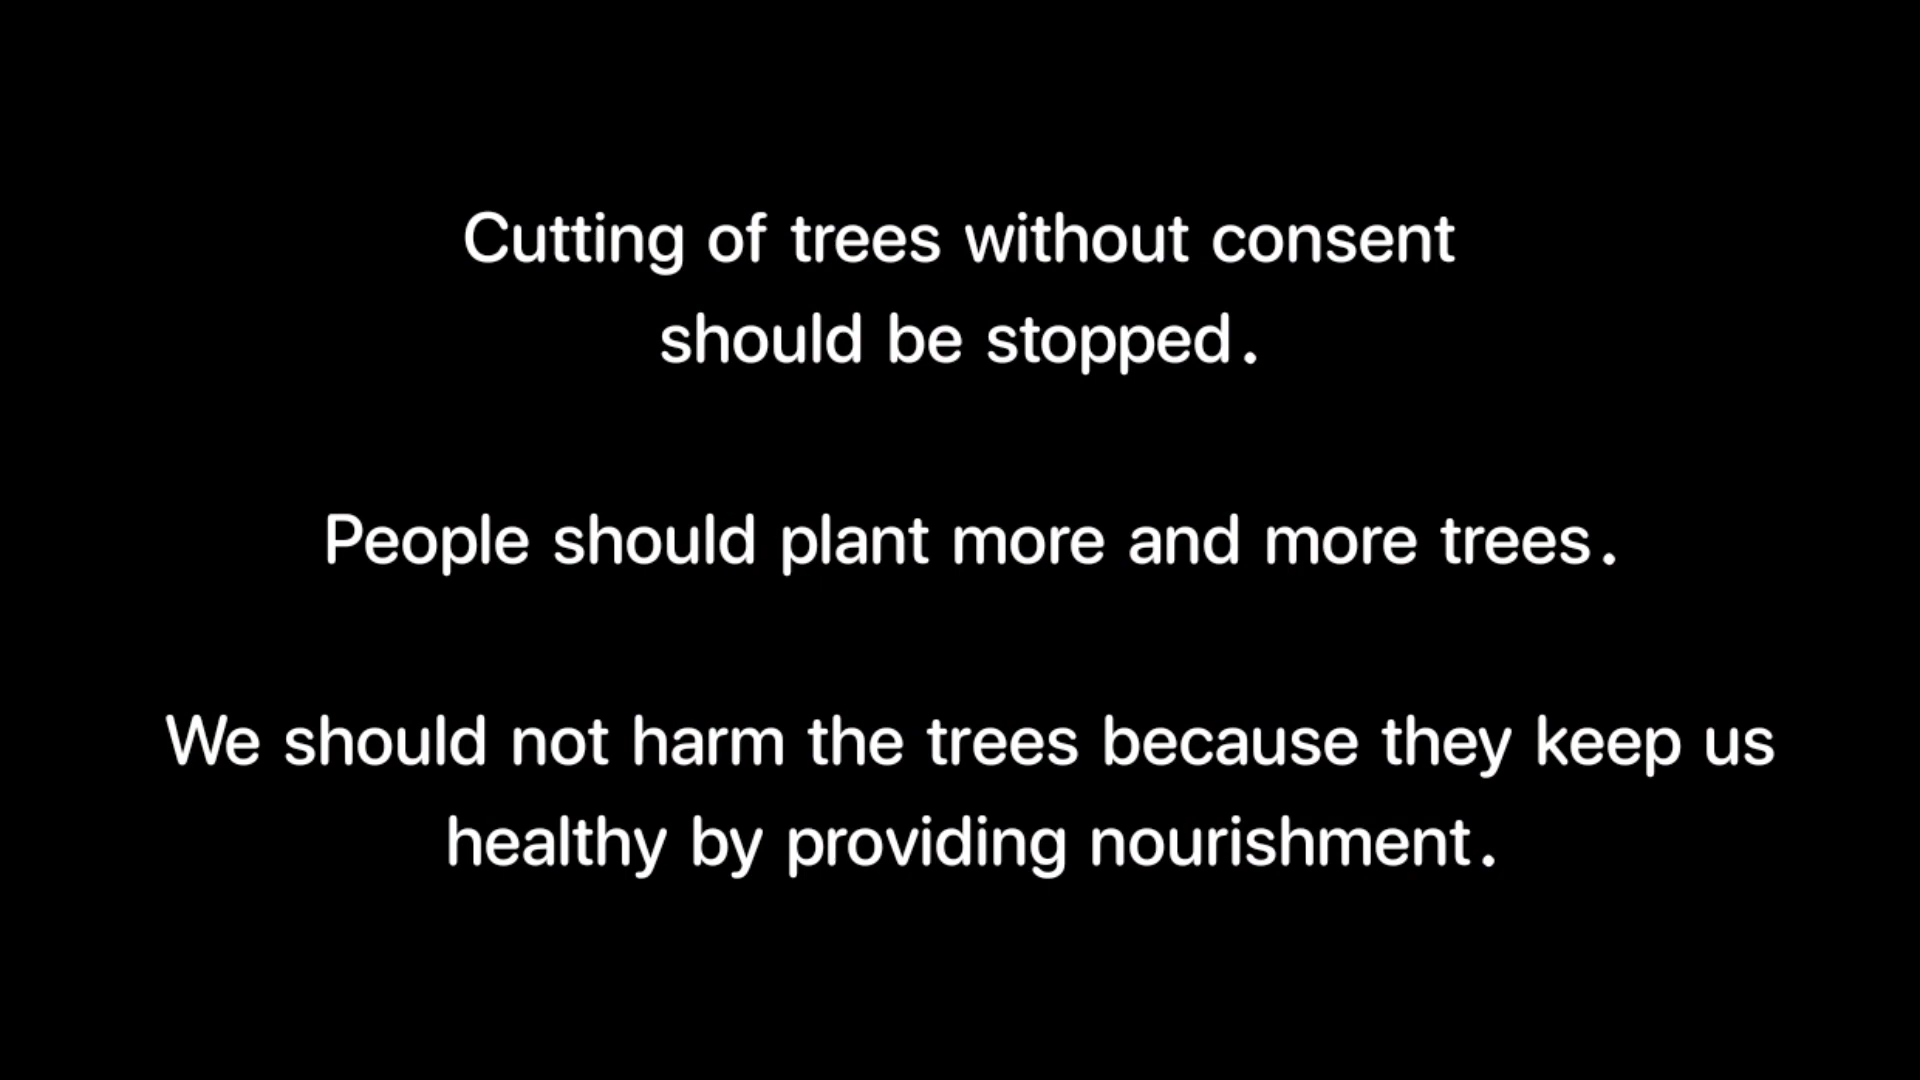 Cutting of trees without consent
should be stopped.
People should plant more and more trees.
We should not harm the trees because they keep us
healthy by providing nourishment.